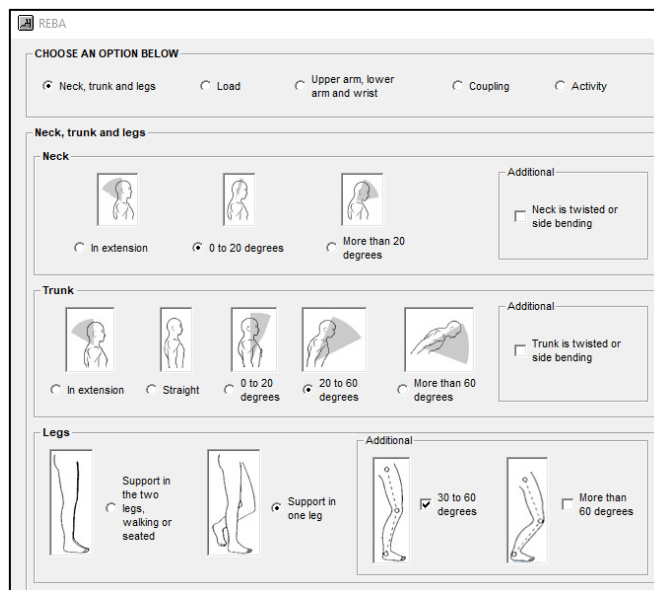 REBA
CHOOSE AN OPTION BELOW
Neck, trunk and legs
Load
Upper arm, lower
arm and wrist
Coupling
Activity
Neck, trunk and legs
Neck
In extension
0 to 20 degrees
More than 20
degrees
Additional
Neck is twisted or
side bending
Trunk
In extension
Straight
0 to 20
degrees
20 to 60
degrees
More than 60
degrees
Additional
Trunk is twisted or
side bending
Legs
Support in
the two
legs,
walking or
seated
Support in
one leg
Additional
30 to 60
degrees
More than
60 degrees